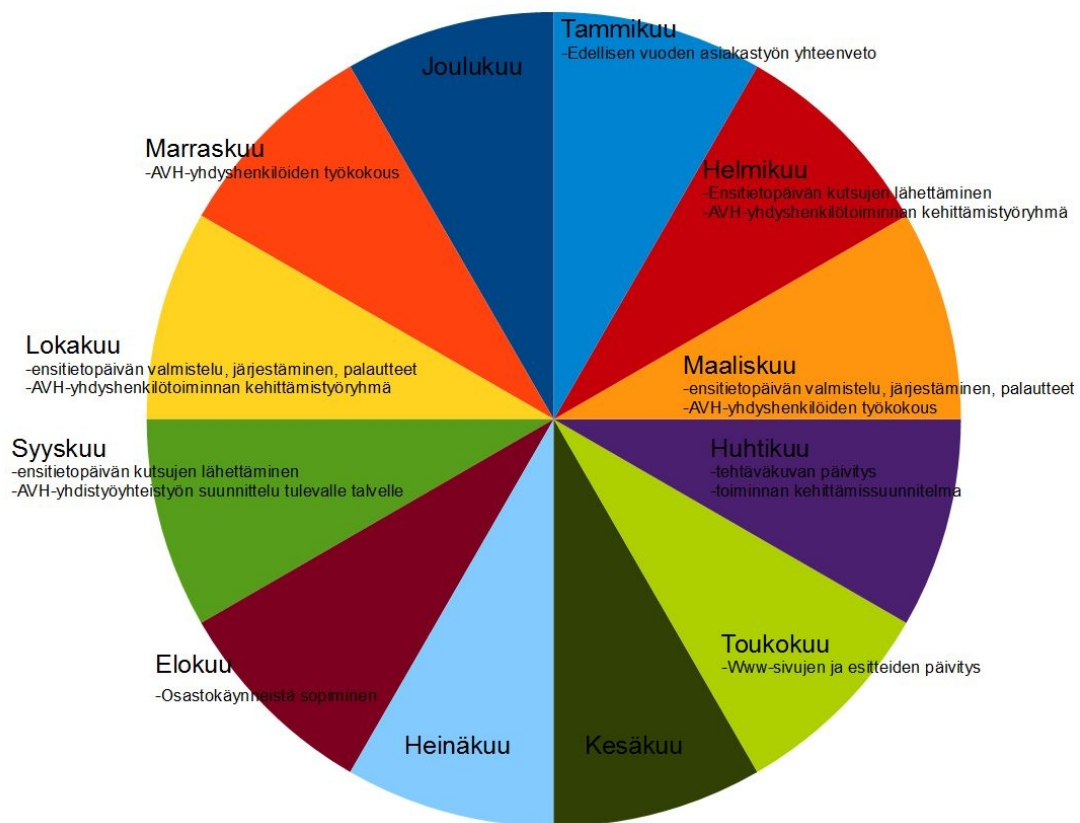 Tammikuu
-Edellisen vuoden asiakastyön yhteenveto
Helmikuu
-Ensitietopäivän kutsujen lähettäminen
-AVH-yhdyshenkilötoiminnan kehittämistyöryhmä
Maaliskuu
-ensitietopäivän valmistelu, järjestäminen, palautteet
-AVH-yhdyshenkilöiden työkokous
Huhtikuu
-tehtäväkuvan päivitys
-toiminnan kehittämissuunnitelma
Toukokuu
-Www-sivujen ja esitteiden päivitys
Kesäkuu
Heinäkuu
Elokuu
-Osastokäynneistä sopiminen
Syyskuu
-ensitietopäivän kutsujen lähettäminen
-AVH-yhdistyöyhteistyön suunnittelu tulevalle talvelle
Lokakuu
-ensitietopäivän valmistelu, järjestäminen, palautteet
-AVH-yhdyshenkilötoiminnan kehittämistyöryhmä
Marraskuu
-AVH-yhdyshenkilöiden työkokous
Joulukuu